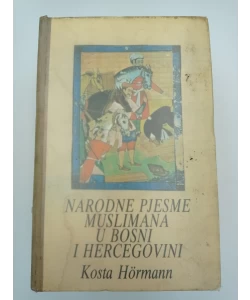 NARODNE PJESME
MUSLIMANA
U BOSNI
I HERCEGOVINI
Kosta Hörmann